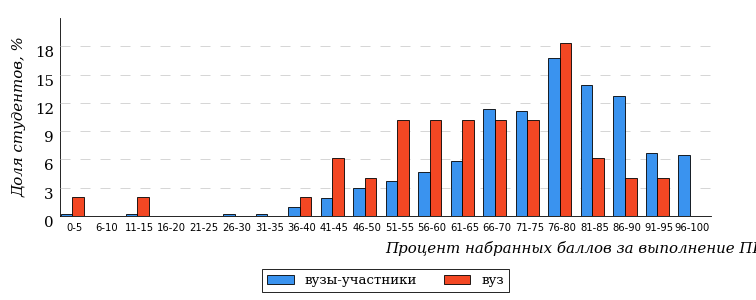 Доля студентов, %
18
15
12
9
6
3
0
0-5 6-10 11-15 16-20 21-25 26-30 31-35 36-40 41-45 46-50 51-55 56-60 61-65 66-70 71-75 76-80 81-85 86-90 91-95 96-100
Процент набранных баллов за выполнение
вузы-участники вуз